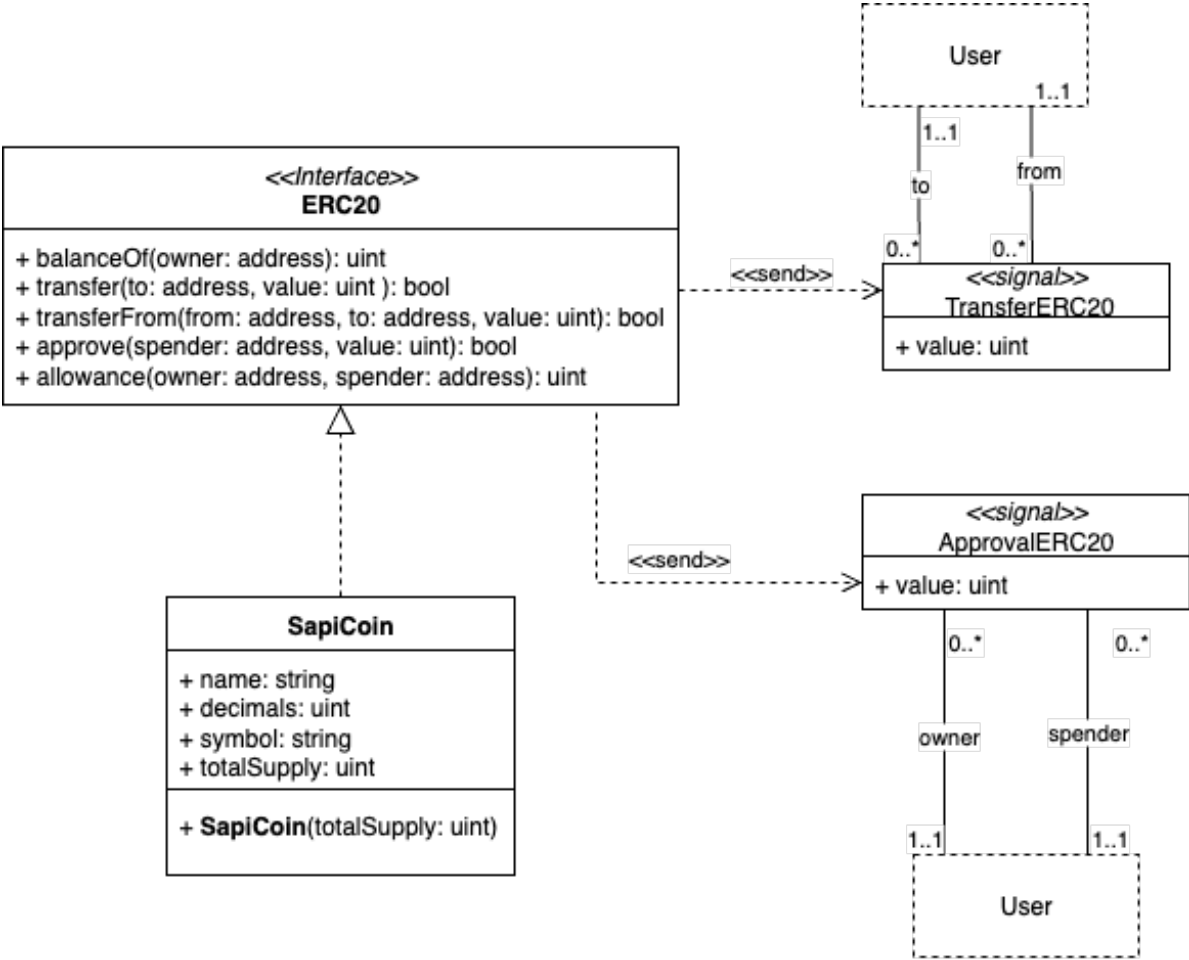 User
1..1
1..1
to
from
0..*
0..*
<<Interface>>
ERC20
+ balanceOf(owner: address): uint
+ transfer(to: address, value: uint ): bool
+ transferFrom(from: address, to: address, value: uint): bool
+ approve(spender: address, value: uint): bool
+ allowance(owner: address, spender: address): uint
<<send>>
<<signal>>
TransferERC20
+ value: uint
<<send>>
<<signal>>
ApprovalERC20
+ value: uint
SapiCoin
+ name: string
+ decimals: uint
+ symbol: string
+ totalSupply: uint
+ SapiCoin(totalSupply: uint)
0..*
0..*
owner
spender
1..1
1..1
User